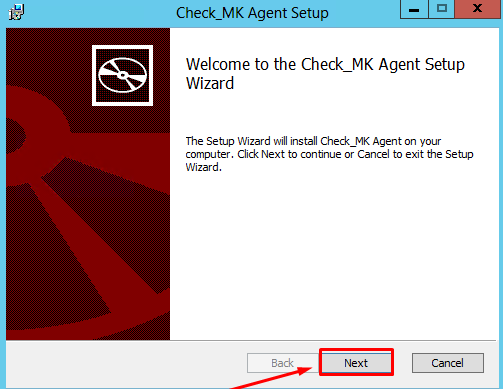 Check_MK Agent Setup
Welcome to the Check_MK Agent Setup
Wizard
The Setup Wizard will install Check_MK Agent on your
computer. Click Next to continue or Cancel to exit the Setup
Wizard.
Back Next Cancel